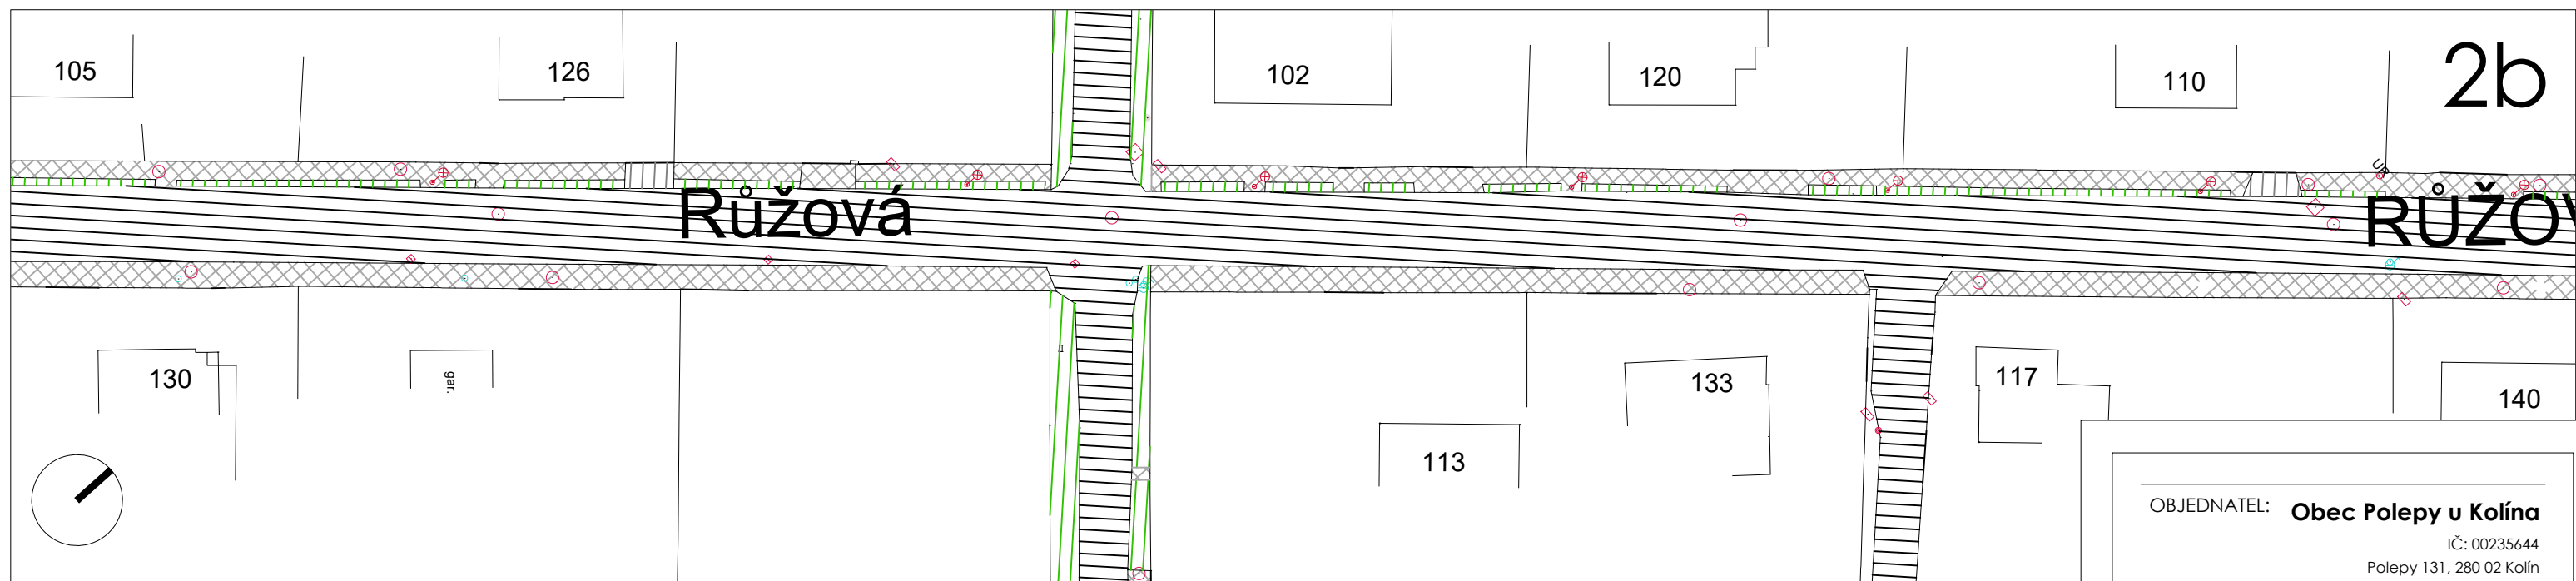 105
126
102
120
110
2b
UP
Růžová
RŮŽOV
130
gar.
133
117
140
113
OBJEDNATEL: Obec Polepy u Kolína
IČ: 00235644
Polepy 131, 280 02 Kolín